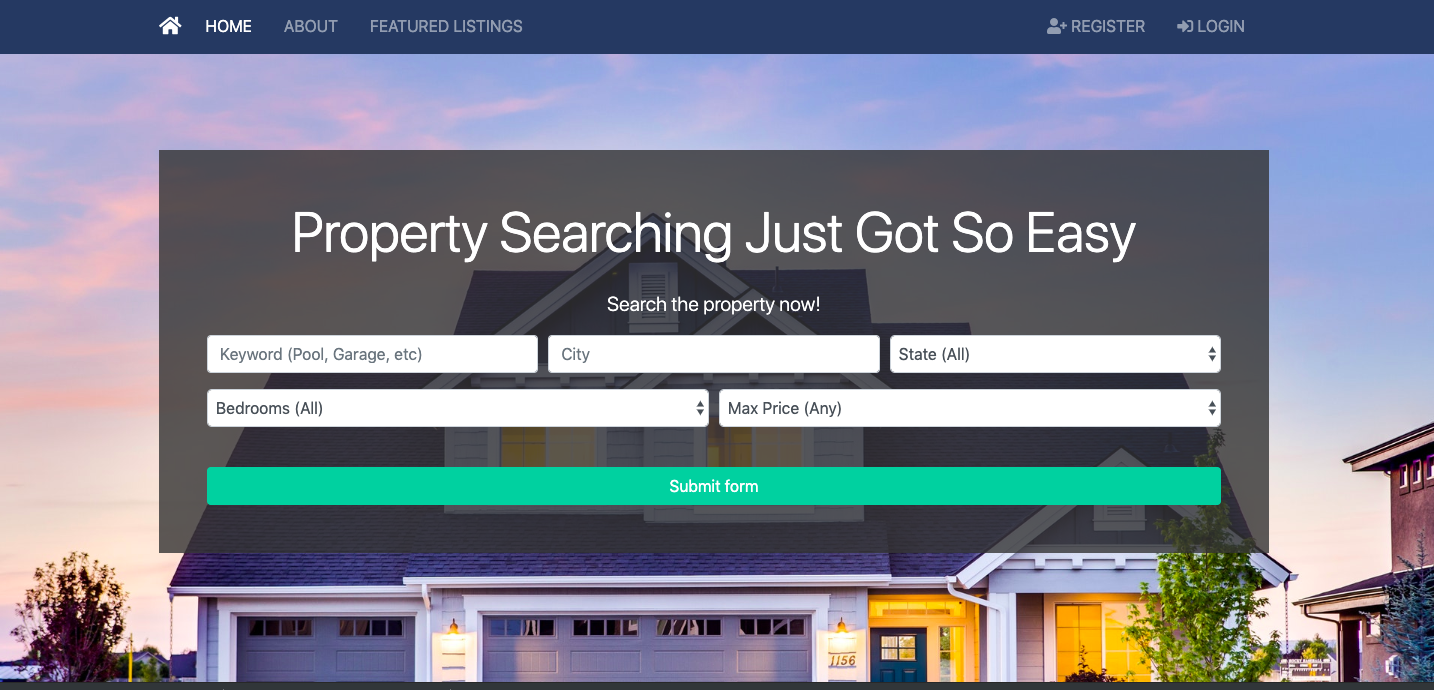 HOME ABOUT FEATURED LISTINGS REGISTER LOGIN
Property Searching Just Got So Easy
Search the property now!
Keyword (Pool, Garage, etc) City State (All)
Bedrooms (All) Max Price (Any)
Submit form
1156